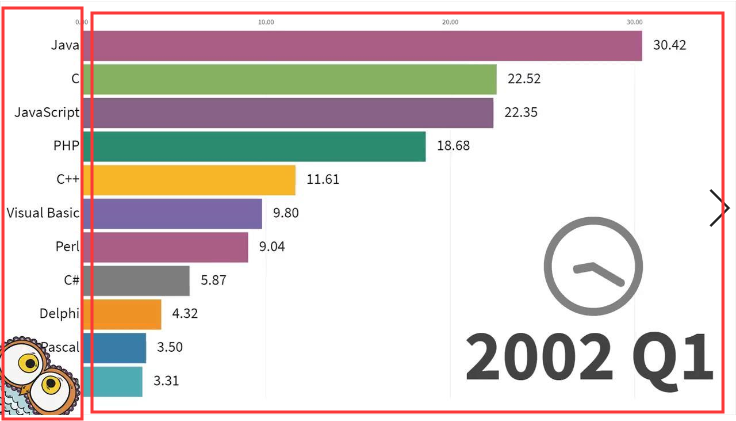 0.00 10.00 20.00 30.00
Java 30.42
C 22.52
JavaScript 22.35
PHP 18.68
C++ 11.61
Visual Basic 9.80
Perl 9.04
C# 5.87
Delphi 4.32
Pascal 3.50
3.31
2002 Q1